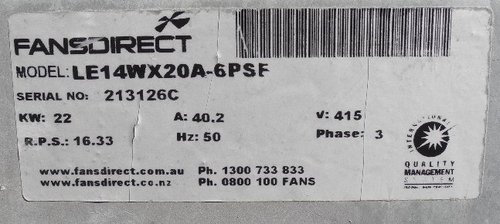 FANSDIRECT
MODEL: LE14WX20A-6PSF
SERIAL NO: 213126C
KW: 22 A: 40.2 V: 415
R.P.S.: 16.33 Hz: 50 Phase: 3
www.fansdirect.com.au Ph. 1300 733 833
www.fansdirect.co.nz Ph. 0800 100 FANS
INTERNATIONAL
QUALITY
MANAGEMENT
SYSTEM